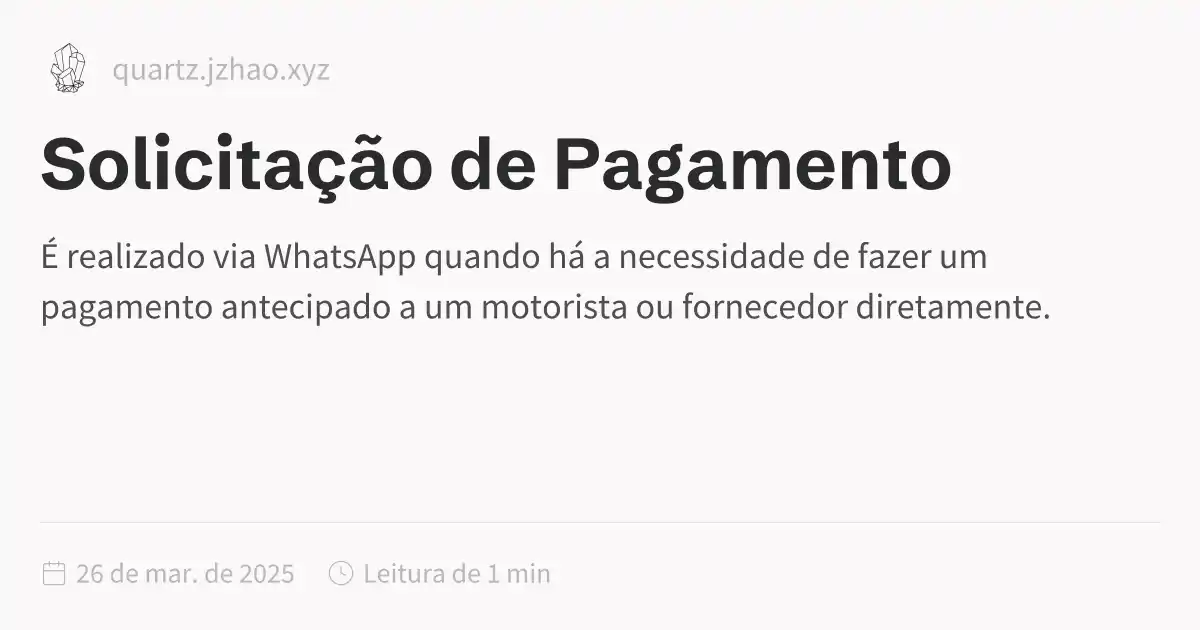 quartz.jzhao.xyz
Solicitação de Pagamento
É realizado via WhatsApp quando há a necessidade de fazer um
pagamento antecipado a um motorista ou fornecedor diretamente.
26 de mar. de 2025 Leitura de 1 min